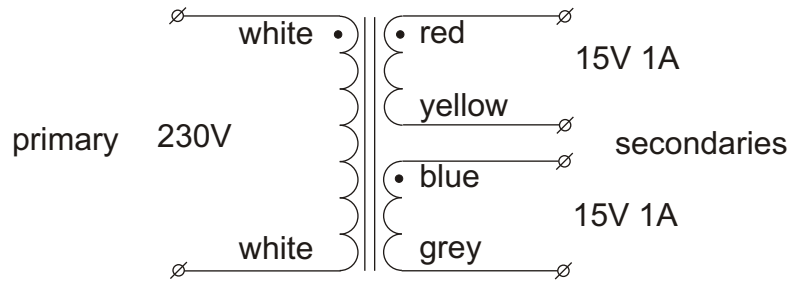 white
red
15V 1A
yellow
primary 230V
secondaries
blue
15V 1A
white
grey